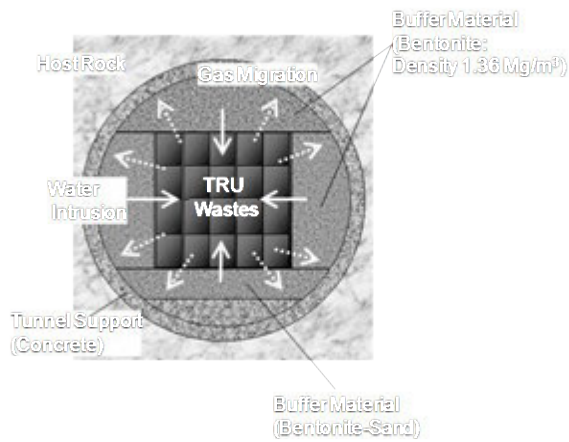 Buffer Material
(Bentonite:
Density 1.36 Mg/m³)
Host Rock
Gas Migration
TRU
Wastes
Water
Intrusion
Tunnel Support
(Concrete)
Buffer Material
(Bentonite-Sand)